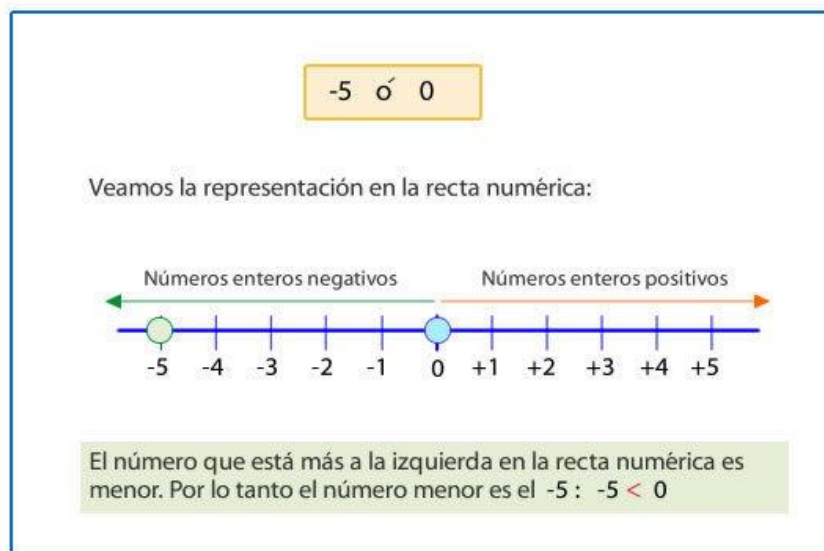 -5 ó 0
Veamos la representación en la recta numérica:
Números enteros negativos Números enteros positivos
-5 -4 -3 -2 -1 0 +1 +2 +3 +4 +5
El número que está más a la izquierda en la recta numérica es
menor. Por lo tanto el número menor es el -5 : -5 < 0